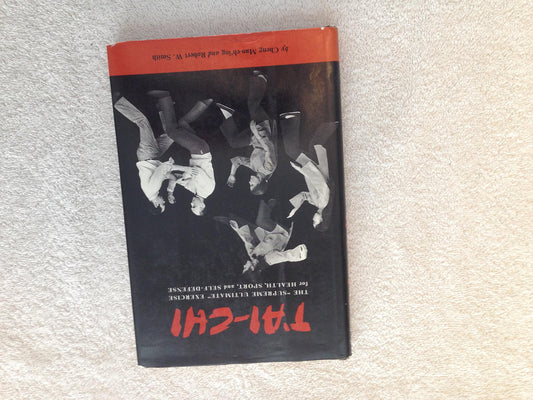 T'AI-CHI
THE "SUPREME ULTIMATE" EXERCISE
for HEALTH, SPORT, and SELF-DEFENSE
by Cheng Man-ch'ing and Robert W. Smith